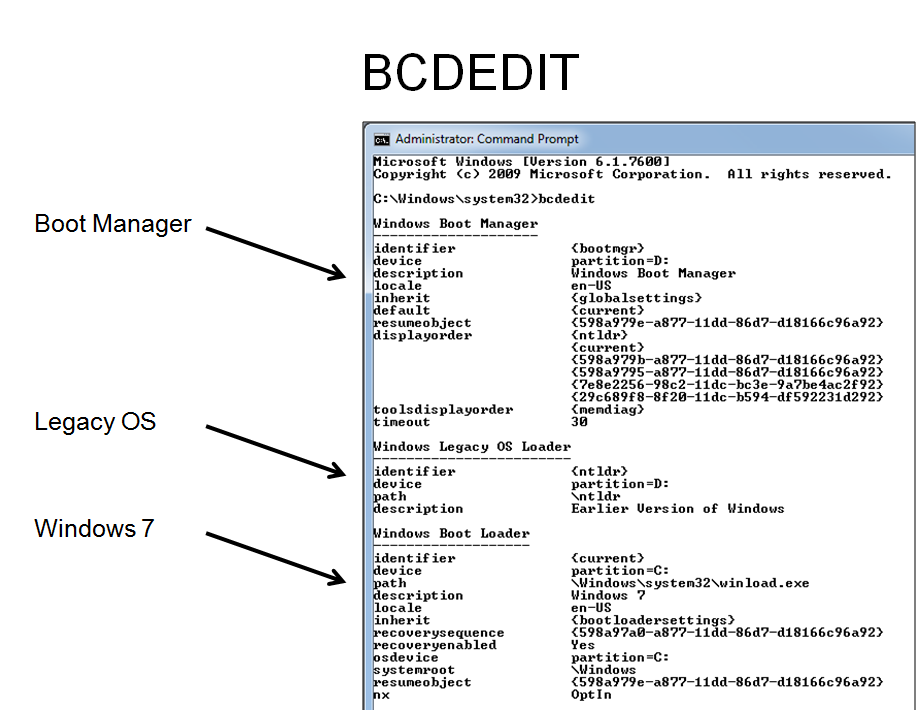 BCDEDIT
Administrator: Command Prompt
Microsoft Windows [Version 6.1.7600]
Copyright (c) 2009 Microsoft Corporation.  All rights reserved.
C:\Windows\system32>bcdedit
Boot Manager
Windows Boot Manager
--------------------
identifier              {bootmgr}
device                  partition=D:
description             Windows Boot Manager
locale                  en-US
inherit                 {globalsettings}
default                 {current}
resumeobject            {598a979e-a877-11dd-86d7-d18166c96a92}
displayorder            {ntldr}
                        {current}
                        {598a979b-a877-11dd-86d7-d18166c96a92}
                        {598a9795-a877-11dd-86d7-d18166c96a92}
                        {7e8e2256-98c2-11dc-bc3e-9a7be4ac2f92}
                        {29c689f8-8f20-11dc-b594-df592231d292}
toolsdisplayorder       {memdiag}
timeout                 30
Legacy OS
Windows Legacy OS Loader
------------------------
identifier              {ntldr}
device                  partition=D:
path                    \ntldr
description             Earlier Version of Windows
Windows 7
Windows Boot Loader
-------------------
identifier              {current}
device                  partition=C:
path                    \Windows\system32\winload.exe
description             Windows 7
locale                  en-US
inherit                 {bootloadersettings}
recoverysequence        {598a97a0-a877-11dd-86d7-d18166c96a92}
recoveryenabled         Yes
osdevice                partition=C:
systemroot              \Windows
resumeobject            {598a979e-a877-11dd-86d7-d18166c96a92}
nx                      OptIn